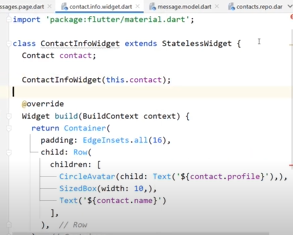 ssages.page.dart
contact.info.widget.dart
message.model.dart
contacts.repo.dar
import 'package:flutter/material.dart';
class ContactInfoWidget extends StatelessWidget {
Contact contact;
ContactInfoWidget(this.contact);
@override
Widget build(BuildContext context) {
return Container(
padding: EdgeInsets.all(16),
child: Row(
children: [
CircleAvatar(child: Text('${contact.profile}'),),
SizedBox(width: 10,),
Text('${contact.name}')
],
), // Row